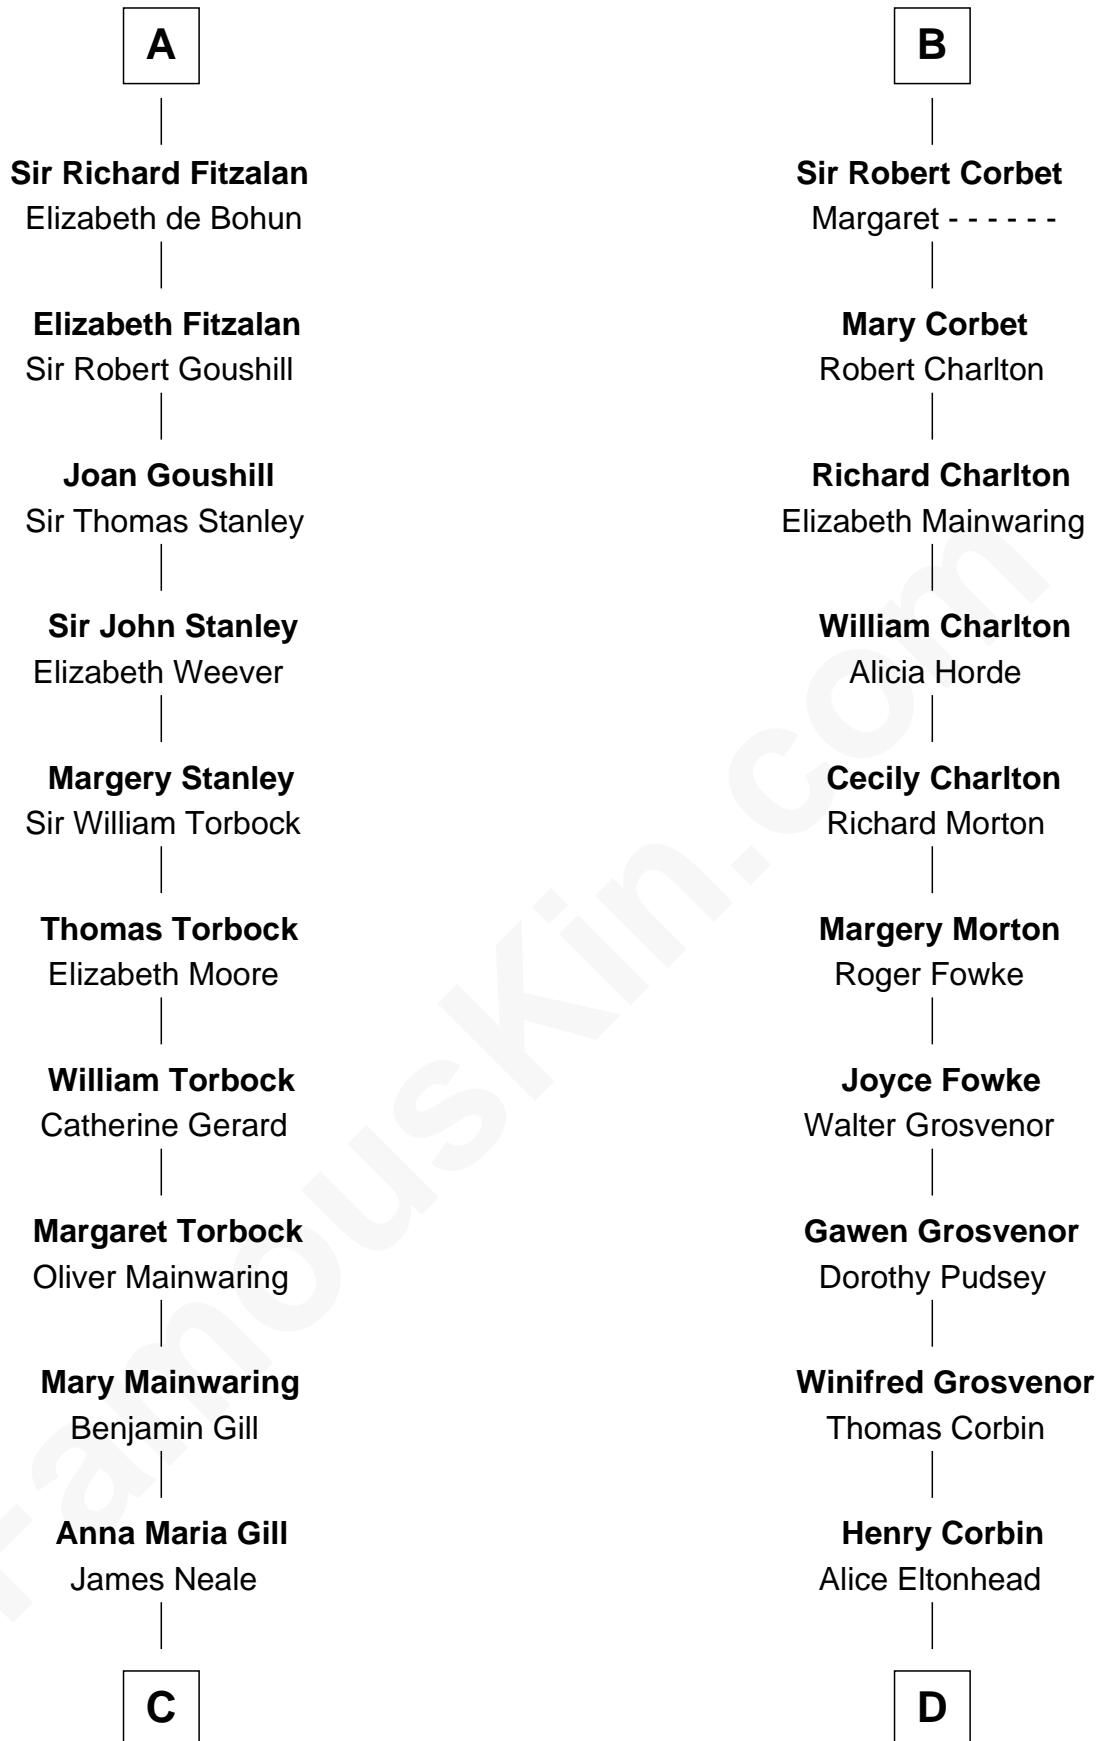 A
Sir Richard Fitzalan
Elizabeth de Bohun
Elizabeth Fitzalan
Sir Robert Goushill
Joan Goushill
Sir Thomas Stanley
Sir John Stanley
Elizabeth Weever
Margery Stanley
Sir William Torbock
Thomas Torbock
Elizabeth Moore
William Torbock
Catherine Gerard
Margaret Torbock
Oliver Mainwaring
Mary Mainwaring
Benjamin Gill
Anna Maria Gill
James Neale
C
B
Sir Robert Corbet
Margaret - - - - - -
Mary Corbet
Robert Charlton
Richard Charlton
Elizabeth Mainwaring
William Charlton
Alicia Horde
Cecily Charlton
Richard Morton
Margery Morton
Roger Fowke
Joyce Fowke
Walter Grosvenor
Gawen Grosvenor
Dorothy Pudsey
Winifred Grosvenor
Thomas Corbin
Henry Corbin
Alice Eltonhead
D
FamousKin.com